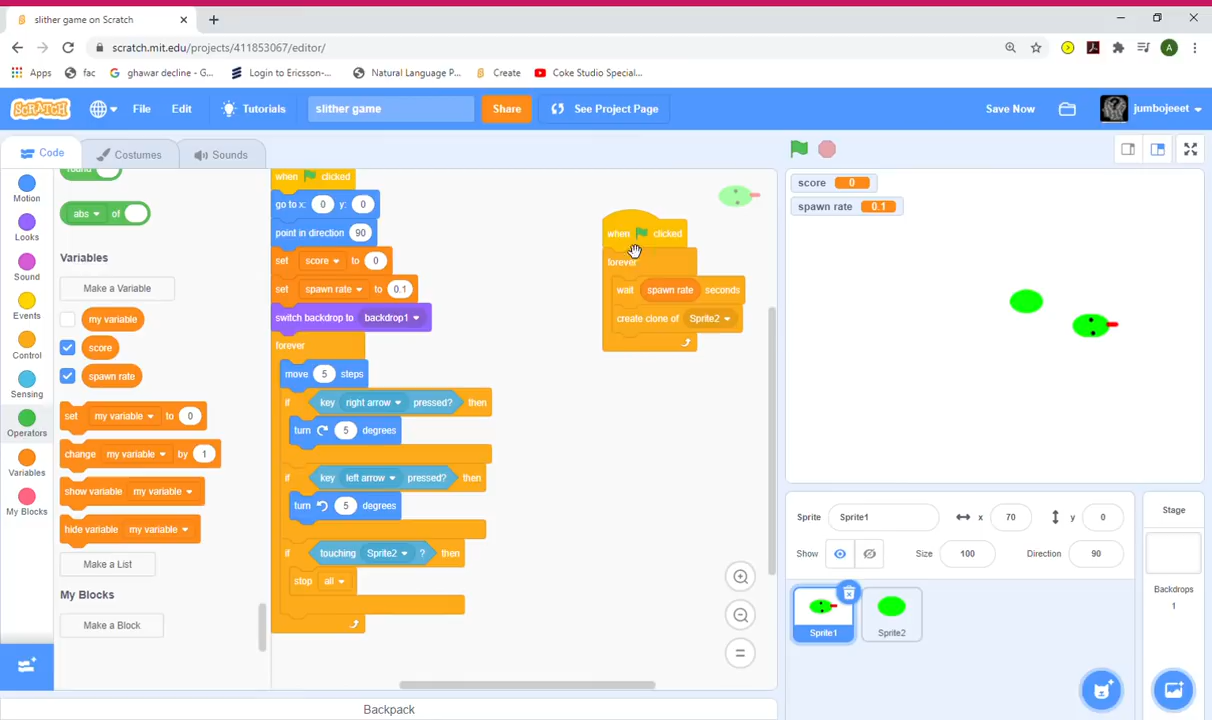 slither game on Scratch
scratch.mit.edu/projects/411853067/editor/
A
Apps fac ghawar decline - G... Login to Ericsson-... Natural Language P... Create Coke Studio Special...
SCRATCH File Edit Tutorials slither game Share See Project Page Save Now jumbojeeet
Code Costumes Sounds
Motion
Looks
Sound
Events
Control
Sensing
Operators
Variables
My Blocks
round
abs of
Variables
Make a Variable
my variable
score
spawn rate
set my variable to 0
change my variable by 1
show variable my variable
hide variable my variable
Make a List
My Blocks
Make a Block
when clicked
go to x: 0 y: 0
point in direction 90
set score to 0
set spawn rate to 0.1
switch backdrop to backdrop1
forever
move 5 steps
if key right arrow pressed? then
turn 5 degrees
if key left arrow pressed? then
turn 5 degrees
if touching Sprite2 ? then
stop all
when clicked
forever
wait spawn rate seconds
create clone of Sprite2
Backpack
score 0
spawn rate 0.1
Sprite Sprite1 x 70 y 0
Show Size 100 Direction 90
Sprite1
Sprite2
Stage
Backdrops
1